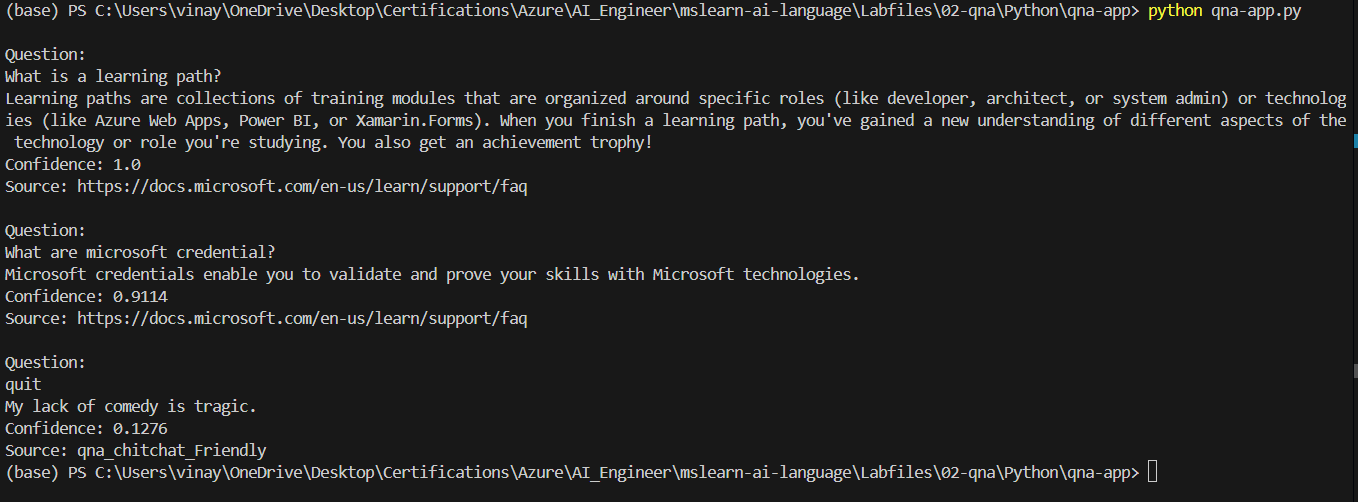 (base) PS C:\Users\vinay\OneDrive\Desktop\Certifications\Azure\AI_Engineer\mslearn-ai-language\Labfiles\02-qna\Python\qna-app> python qna-app.py
Question:
What is a learning path?
Learning paths are collections of training modules that are organized around specific roles (like developer, architect, or system admin) or technolog
ies (like Azure Web Apps, Power BI, or Xamarin.Forms). When you finish a learning path, you've gained a new understanding of different aspects of the
 technology or role you're studying. You also get an achievement trophy!
Confidence: 1.0
Source: https://docs.microsoft.com/en-us/learn/support/faq
Question:
What are microsoft credential?
Microsoft credentials enable you to validate and prove your skills with Microsoft technologies.
Confidence: 0.9114
Source: https://docs.microsoft.com/en-us/learn/support/faq
Question:
quit
My lack of comedy is tragic.
Confidence: 0.1276
Source: qna_chitchat_Friendly
(base) PS C:\Users\vinay\OneDrive\Desktop\Certifications\Azure\AI_Engineer\mslearn-ai-language\Labfiles\02-qna\Python\qna-app>